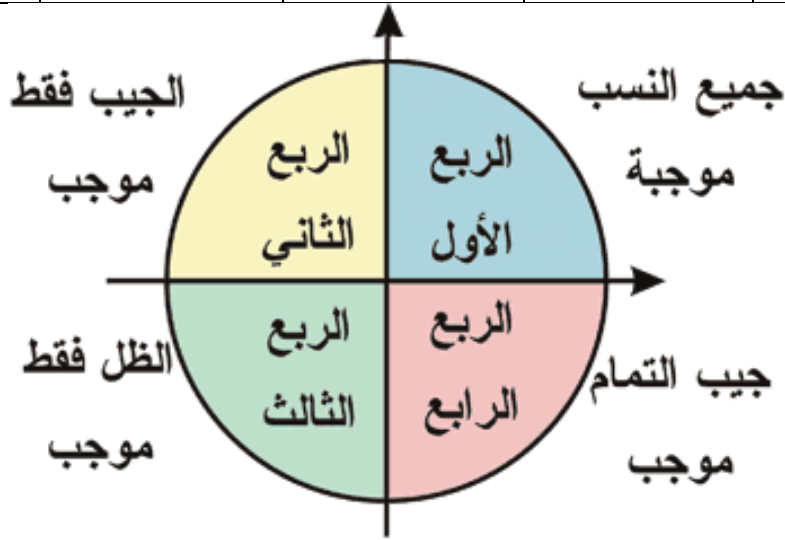 جميع النسب
موجبة
الجيب فقط
موجب
الربع
الأول
الربع
الثاني
الربع
الثالث
الربع
الرابع
الظل فقط
موجب
جيب التمام
موجب